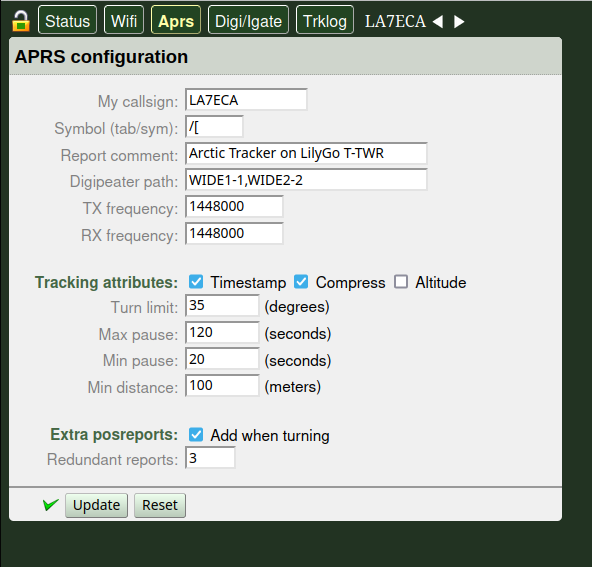 Status Wifi Aprs Digi/Igate Trklog LA7ECA ◀ ▶
APRS configuration
My callsign: LA7ECA
Symbol (tab/sym): /[
Report comment: Arctic Tracker on LilyGo T-TWR
Digipeater path: WIDE1-1,WIDE2-2
TX frequency: 1448000
RX frequency: 1448000
Tracking attributes: Timestamp Compress Altitude
Turn limit: 35 (degrees)
Max pause: 120 (seconds)
Min pause: 20 (seconds)
Min distance: 100 (meters)
Extra posreports: Add when turning
Redundant reports: 3
Update Reset